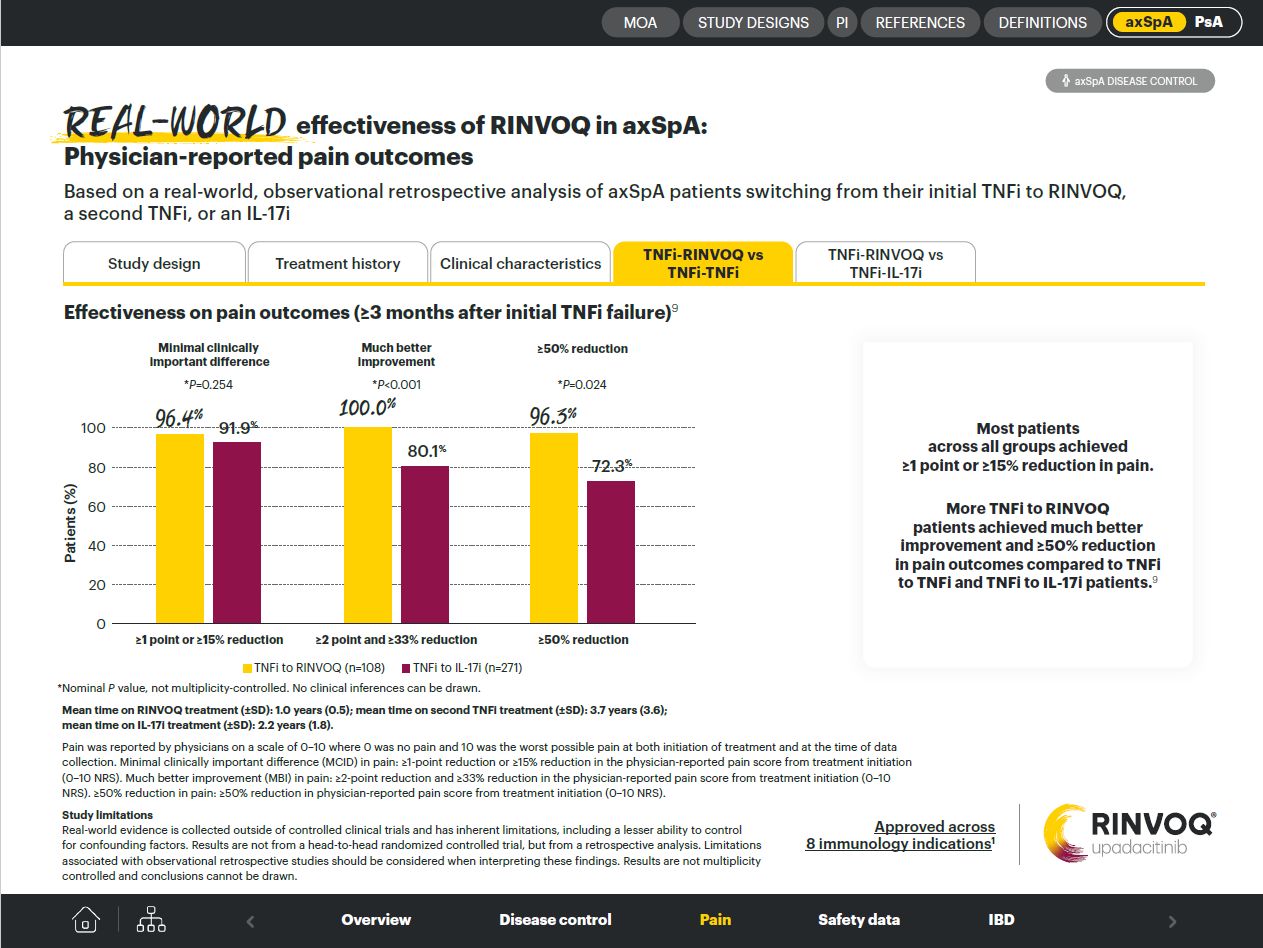 MOA
STUDY DESIGNS
PI
REFERENCES
DEFINITIONS
axSpA
PsA
axSpA DISEASE CONTROL
REAL-WORLD effectiveness of RINVOQ in axSpA:
Physician-reported pain outcomes
Based on a real-world, observational retrospective analysis of axSpA patients switching from their initial TNFi to RINVOQ,
a second TNFi, or an IL-17i
Study design
Treatment history
Clinical characteristics
TNFi-RINVOQ vs
TNFi-TNFi
TNFi-RINVOQ vs
TNFi-IL-17i
Effectiveness on pain outcomes (≥3 months after initial TNFi failure)9
Minimal clinically
important difference
Much better
improvement
≥50% reduction
*P=0.254
*P<0.001
*P=0.024
96.4%
91.9%
100.0%
80.1%
96.3%
72.3%
Patients (%)
100
80
60
40
20
0
≥1 point or ≥15% reduction
≥2 point and ≥33% reduction
≥50% reduction
TNFi to RINVOQ (n=108)
TNFi to IL-17i (n=271)
*Nominal P value, not multiplicity-controlled. No clinical inferences can be drawn.
Most patients
across all groups achieved
≥1 point or ≥15% reduction in pain.
More TNFi to RINVOQ
patients achieved much better
improvement and ≥50% reduction
in pain outcomes compared to TNFi
to TNFi and TNFi to IL-17i patients.9
Mean time on RINVOQ treatment (±SD): 1.0 years (0.5); mean time on second TNFi treatment (±SD): 3.7 years (3.6);
mean time on IL-17i treatment (±SD): 2.2 years (1.8).
Pain was reported by physicians on a scale of 0–10 where 0 was no pain and 10 was the worst possible pain at both initiation of treatment and at the time of data
collection. Minimal clinically important difference (MCID) in pain: ≥1-point reduction or ≥15% reduction in the physician-reported pain score from treatment initiation
(0–10 NRS). Much better improvement (MBI) in pain: ≥2-point reduction and ≥33% reduction in the physician-reported pain score from treatment initiation (0–10
NRS). ≥50% reduction in pain: ≥50% reduction in physician-reported pain score from treatment initiation (0–10 NRS).
Study limitations
Real-world evidence is collected outside of controlled clinical trials and has inherent limitations, including a lesser ability to control
for confounding factors. Results are not from a head-to-head randomized controlled trial, but from a retrospective analysis. Limitations
associated with observational retrospective studies should be considered when interpreting these findings. Results are not multiplicity
controlled and conclusions cannot be drawn.
Approved across
8 immunology indications1
RINVOQ®
upadacitinib
Overview
Disease control
Pain
Safety data
IBD